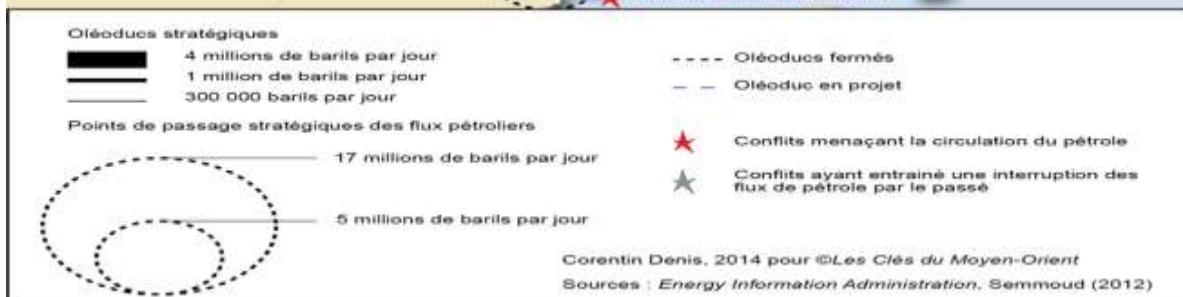 Oléoducs stratégiques
4 millions de barils par jour
1 million de barils par jour
300 000 barils par jour
Points de passage stratégiques des flux pétroliers
17 millions de barils par jour
5 millions de barils par jour
Oléoducs fermés
Oléoduc en projet
Conflits menaçant la circulation du pétrole
Conflits ayant entrainé une interruption des
flux de pétrole par le passé
Corentin Denis, 2014 pour ©Les Clés du Moyen-Orient
Sources : Energy Information Administration, Semmoud (2012)